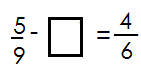 5/9 - □ = 4/6